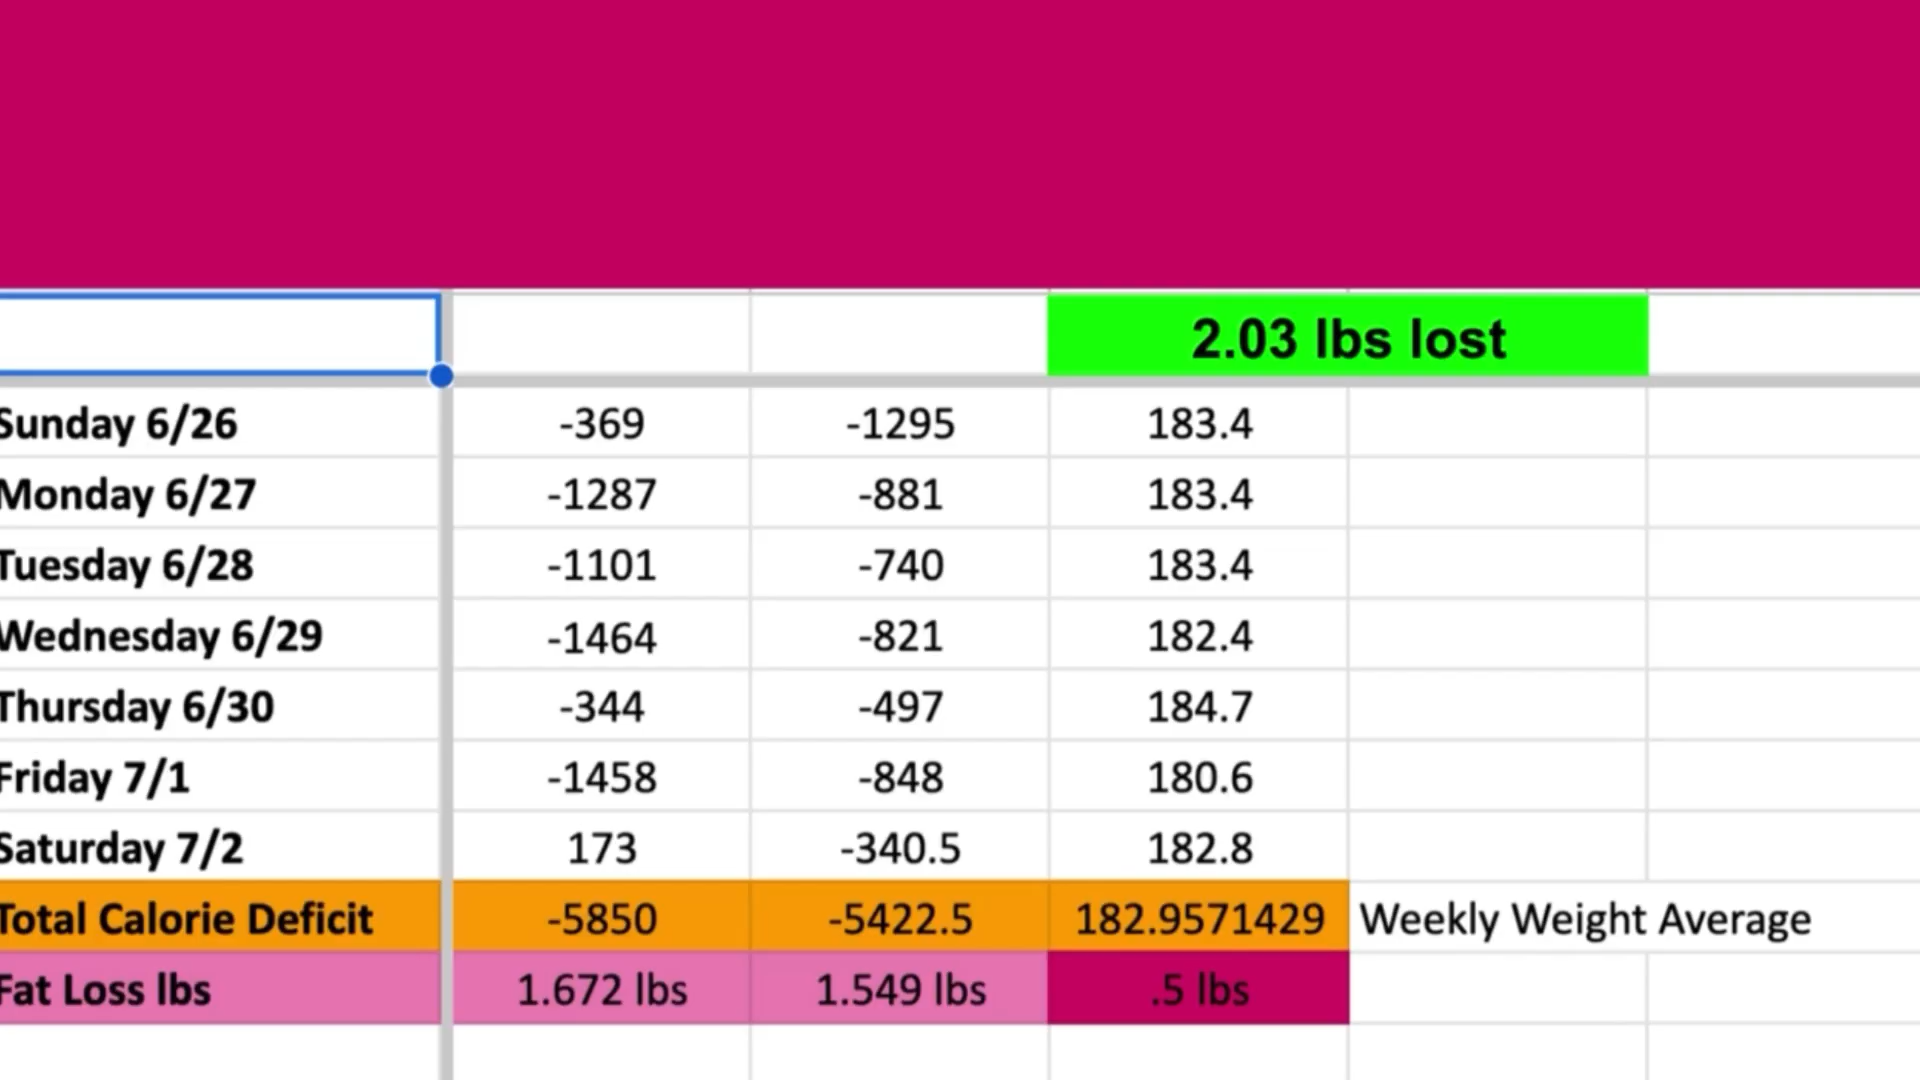 2.03 lbs lost
Sunday 6/26 -369 -1295 183.4
Monday 6/27 -1287 -881 183.4
Tuesday 6/28 -1101 -740 183.4
Wednesday 6/29 -1464 -821 182.4
Thursday 6/30 -344 -497 184.7
Friday 7/1 -1458 -848 180.6
Saturday 7/2 173 -340.5 182.8
Total Calorie Deficit -5850 -5422.5 182.9571429 Weekly Weight Average
Fat Loss lbs 1.672 lbs 1.549 lbs .5 lbs